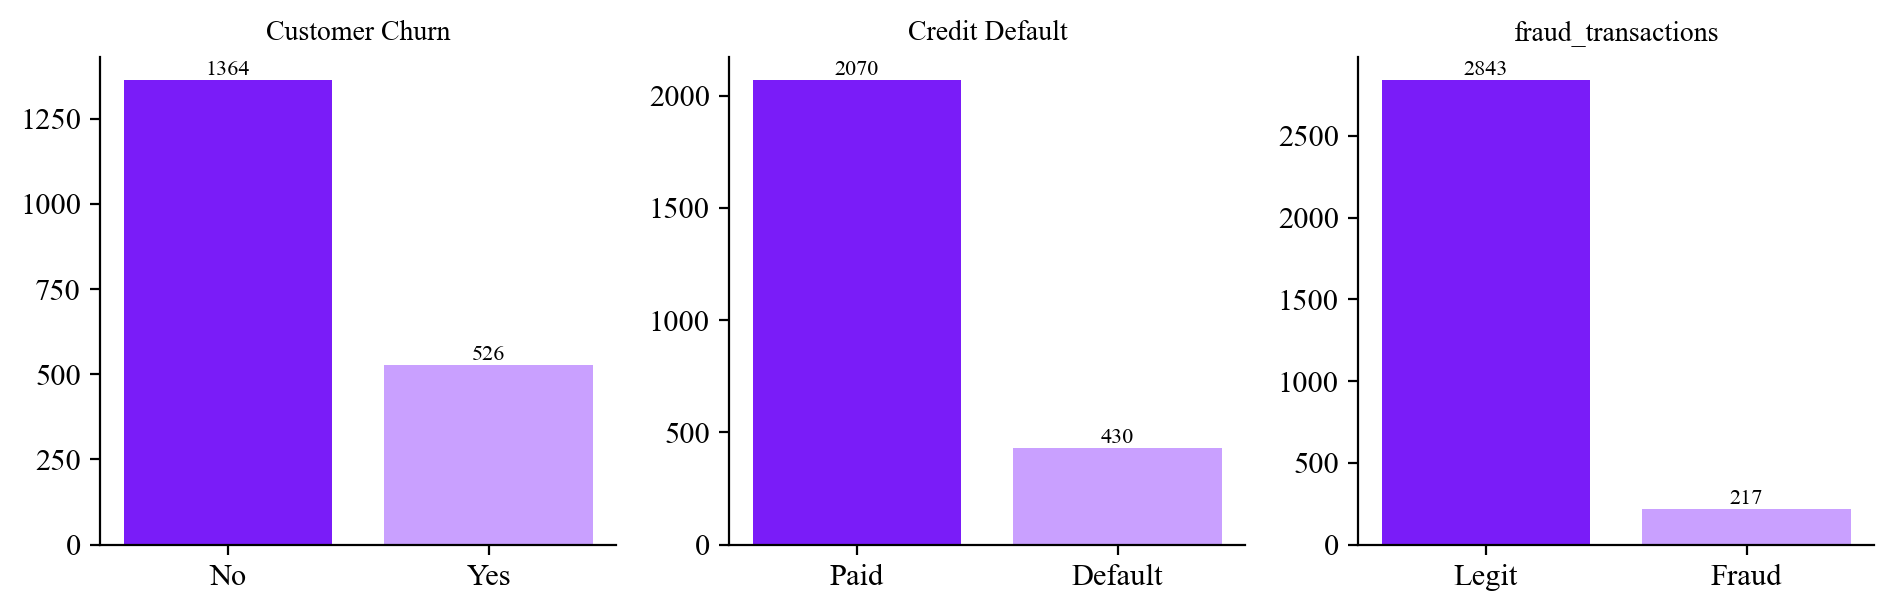 Customer Churn
1364
1250
1000
750
500
250
0
526
No
Yes
Credit Default
2070
2000
1500
1000
500
0
430
Paid
Default
fraud_transactions
2843
2500
2000
1500
1000
500
0
217
Legit
Fraud